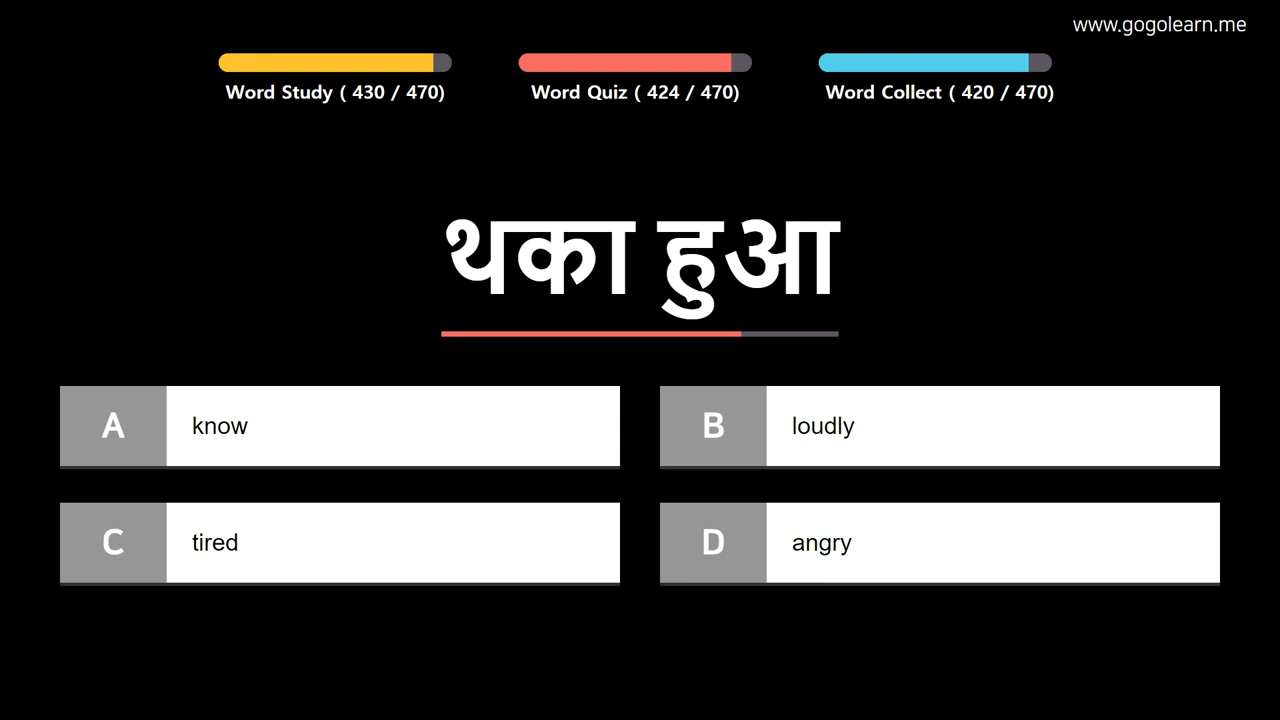 www.gogolearn.me
Word Study ( 430 / 470)
Word Quiz ( 424 / 470)
Word Collect ( 420 / 470)
थका हुआ
A
know
B
loudly
C
tired
D
angry